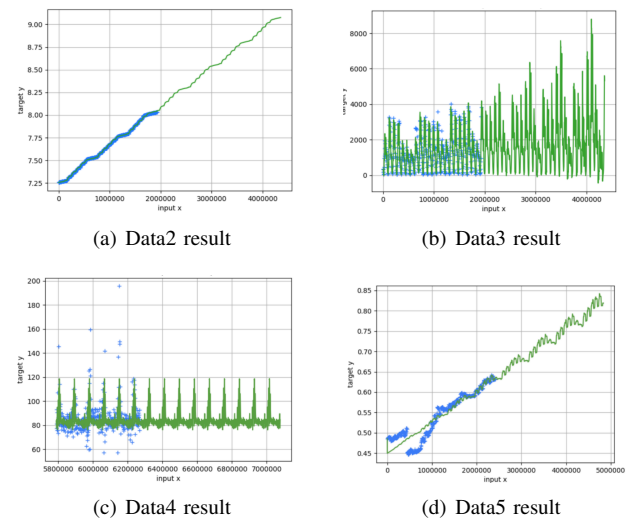 9.00
8.75
8.50
8.25
8.00
7.75
7.50
7.25
target y
0 1000000 2000000 3000000 4000000
input x
(a) Data2 result
8000
6000
4000
2000
0
target y
0 1000000 2000000 3000000 4000000
input x
(b) Data3 result
200
180
160
140
120
100
80
60
target y
5800000 6000000 6200000 6400000 6600000 6800000 7000000
input x
(c) Data4 result
0.85
0.80
0.75
0.70
0.65
0.60
0.55
0.50
0.45
target y
0 1000000 2000000 3000000 4000000 5000000
input x
(d) Data5 result